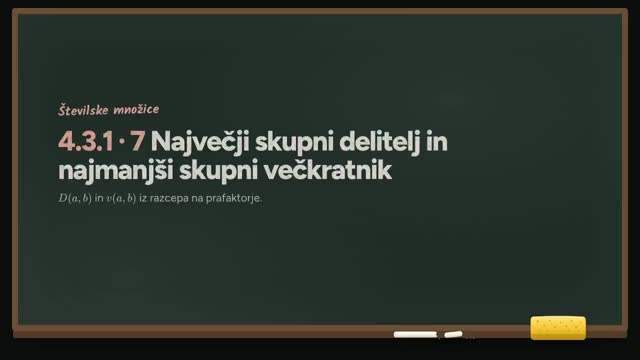 Številske množice
4.3.1 · 7 Največji skupni delitelj in
najmanjši skupni večkratnik
D(a, b) in v(a, b) iz razcepa na prafaktorje.